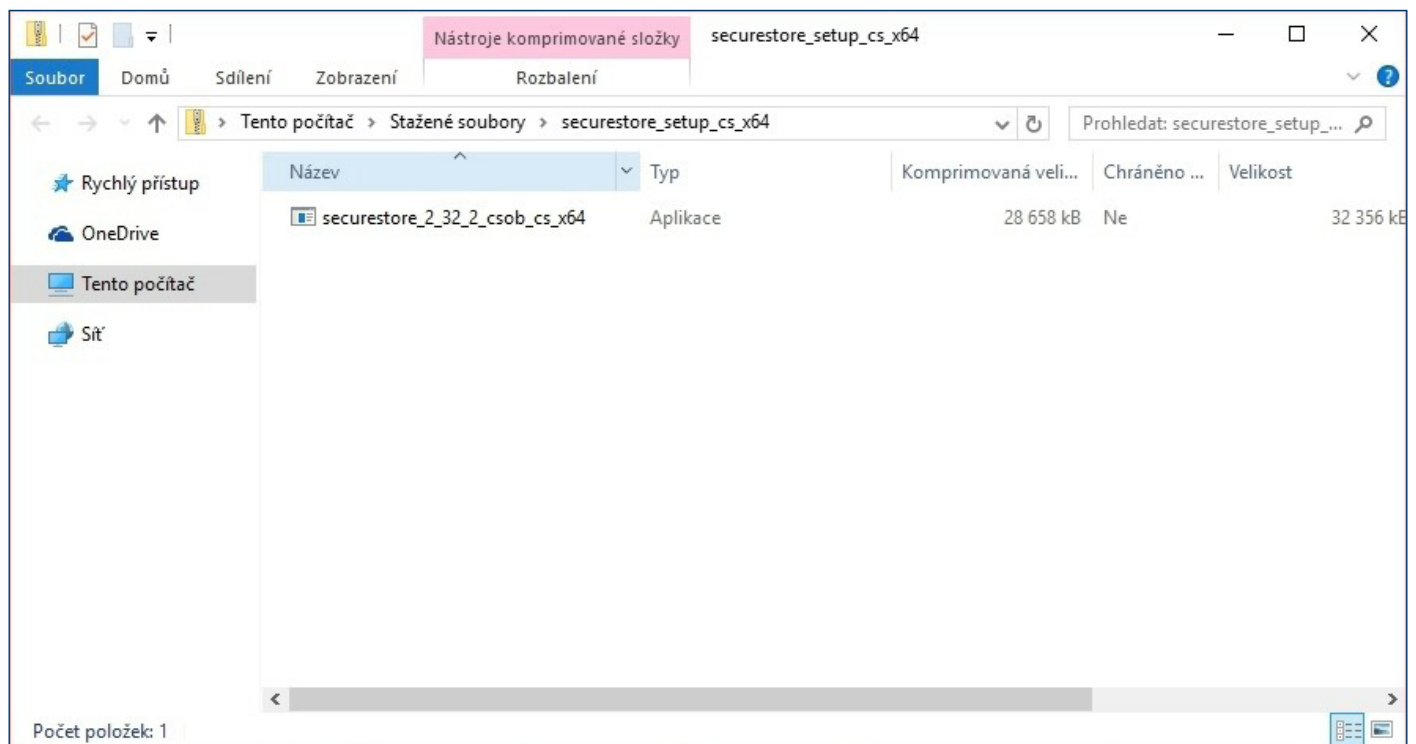 Nástroje komprimované složky securestore_setup_cs_x64
Soubor Domů Sdílení Zobrazení Rozbalení
Tento počítač Stažené soubory securestore_setup_cs_x64 Prohledat: securestore_setup_...
Název Typ Komprimovaná veli... Chráněno ... Velikost
securestore_2_32_2_csob_cs_x64 Aplikace 28 658 kB Ne 32 356 kB
Rychlý přístup
OneDrive
Tento počítač
Síť
Počet položek: 1